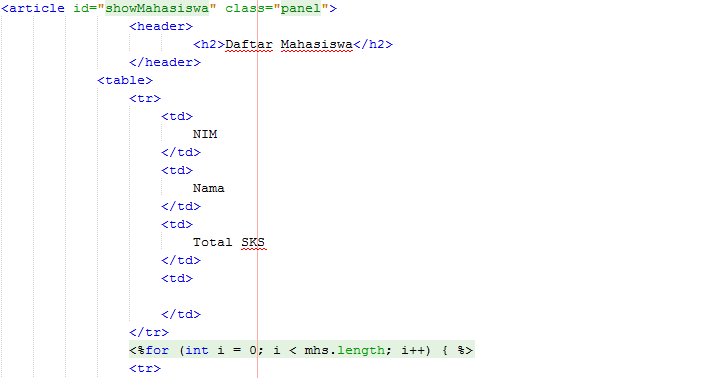 <article id="showMahasiswa" class="panel">
<header>
<h2>Daftar Mahasiswa</h2>
</header>
<table>
<tr>
<td>
NIM
</td>
<td>
Nama
</td>
<td>
Total SKS
</td>
<td>
</td>
</tr>
<%for (int i = 0; i < mhs.length; i++) { %>
<tr>